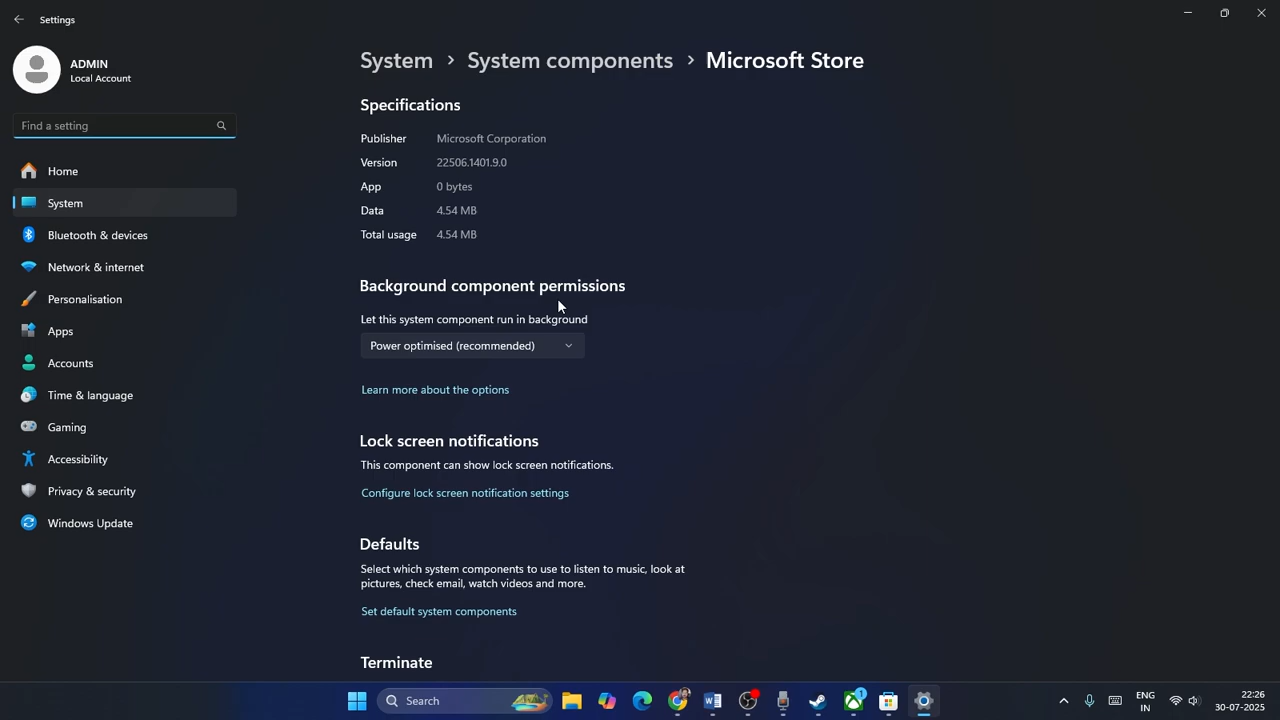 Settings
ADMIN
Local Account
Find a setting
Home
System
Bluetooth & devices
Network & internet
Personalisation
Apps
Accounts
Time & language
Gaming
Accessibility
Privacy & security
Windows Update
System > System components > Microsoft Store
Specifications
Publisher Microsoft Corporation
Version 22506.1401.9.0
App 0 bytes
Data 4.54 MB
Total usage 4.54 MB
Background component permissions
Let this system component run in background
Power optimised (recommended)
Learn more about the options
Lock screen notifications
This component can show lock screen notifications.
Configure lock screen notification settings
Defaults
Select which system components to use to listen to music, look at
pictures, check email, watch videos and more.
Set default system components
Terminate
Search
1
ENG
IN
22:26
30-07-2025